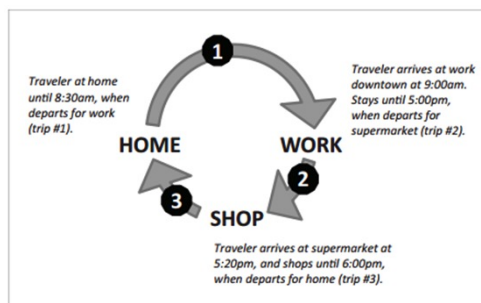 1
Traveler at home
until 8:30am, when
departs for work
(trip #1).
Traveler arrives at work
downtown at 9:00am.
Stays until 5:00pm,
when departs for
supermarket (trip #2).
HOME
WORK
2
3
SHOP
Traveler arrives at supermarket at
5:20pm, and shops until 6:00pm,
when departs for home (trip #3).